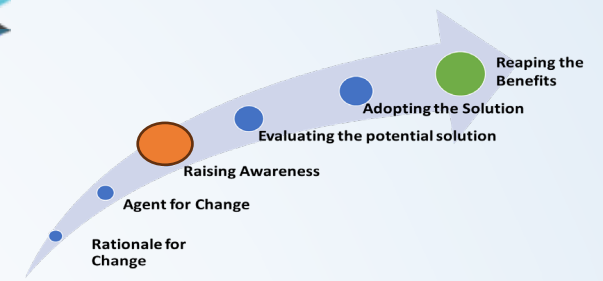 Reaping the
Benefits
Adopting the Solution
Evaluating the potential solution
Raising Awareness
Agent for Change
Rationale for
Change